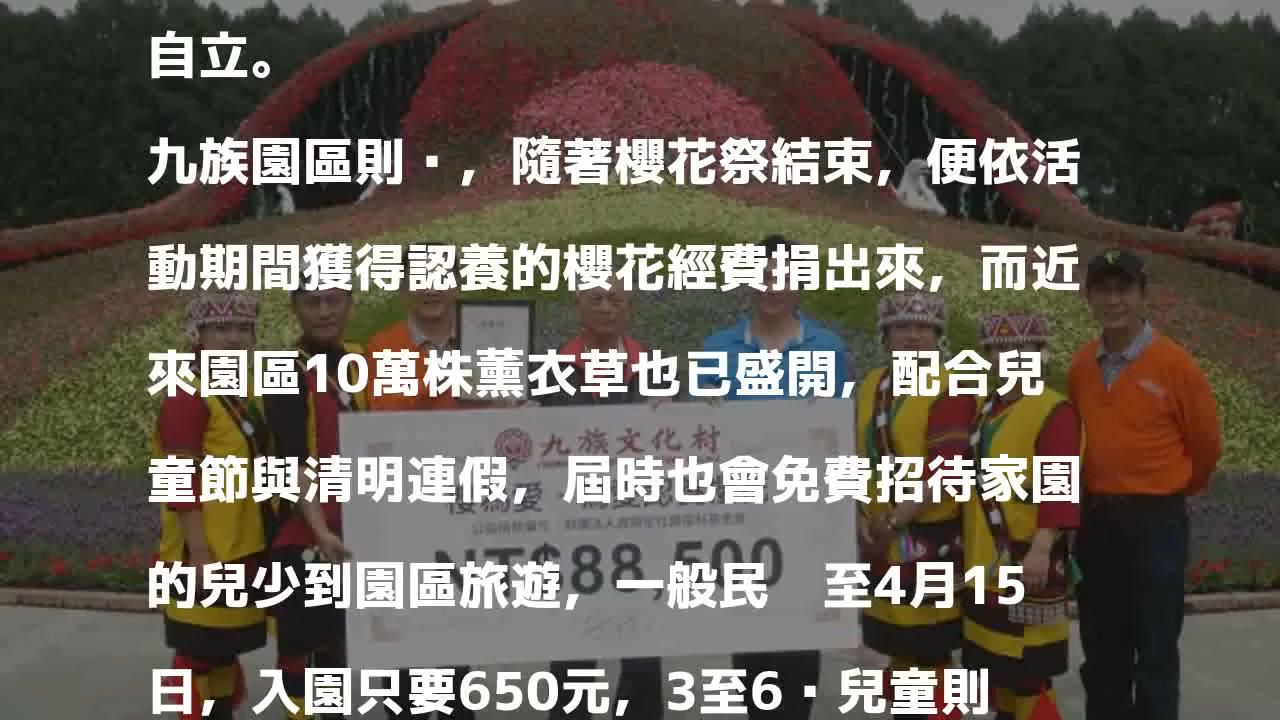 自立。
九族園區則▪，隨著櫻花祭結束，便依活
動期間獲得認養的櫻花經費捐出來，而近
來園區10萬株薰衣草也已盛開，配合兒
童節與清明連假，屆時也會免費招待家園
的兒少到園區旅遊，一般民　至4月15
日，入園只要650元，3至6▪兒童則
九族文化村
NT$88,500